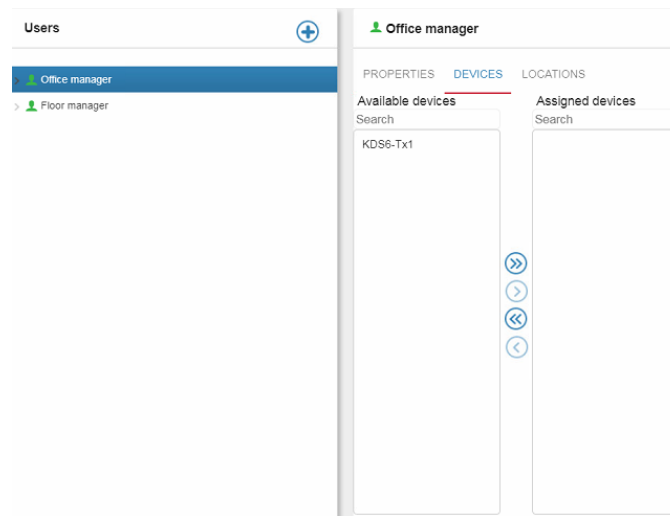 Users
Office manager
Floor manager
Office manager
PROPERTIES DEVICES LOCATIONS
Available devices Assigned devices
Search Search
KDS6-Tx1